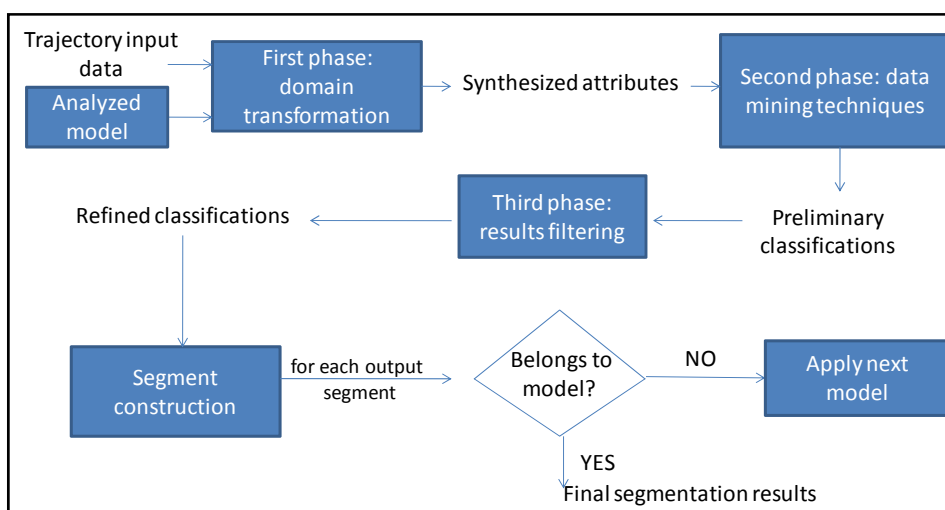 Trajectory input
data
Analyzed
model
First phase:
domain
transformation
Synthesized attributes
Second phase: data
mining techniques
Refined classifications
Third phase:
results filtering
Preliminary
classifications
Segment
construction
for each output
segment
Belongs to
model?
NO
Apply next
model
YES
Final segmentation results